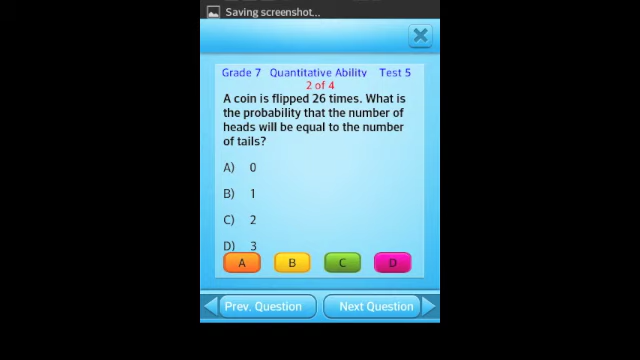 Saving screenshot...
Grade 7 Quantitative Ability Test 5
2 of 4
A coin is flipped 26 times. What is
the probability that the number of
heads will be equal to the number
of tails?
A) 0
B) 1
C) 2
D) 3
A B C D
Prev. Question Next Question